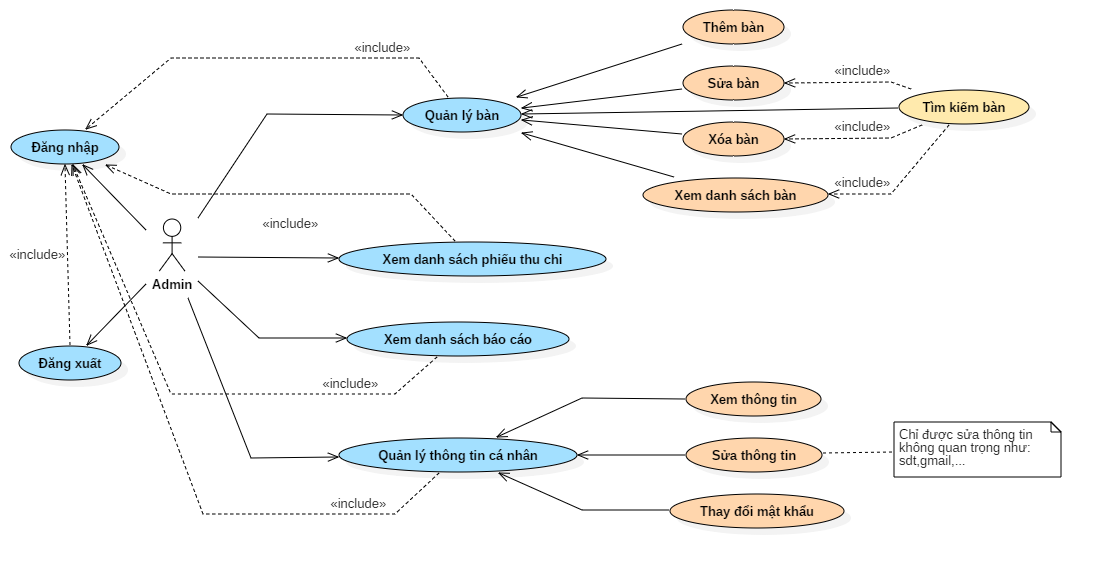 Thêm bàn
«include»
Sửa bàn
«include»
Tìm kiếm bàn
Quản lý bàn
«include»
Xóa bàn
Đăng nhập
«include»
Xem danh sách bàn
«include»
«include»
Xem danh sách phiếu thu chi
Admin
Xem danh sách báo cáo
Đăng xuất
«include»
Xem thông tin
Chỉ được sửa thông tin
không quan trọng như:
sdt,gmail,...
Quản lý thông tin cá nhân
Sửa thông tin
«include»
Thay đổi mật khẩu